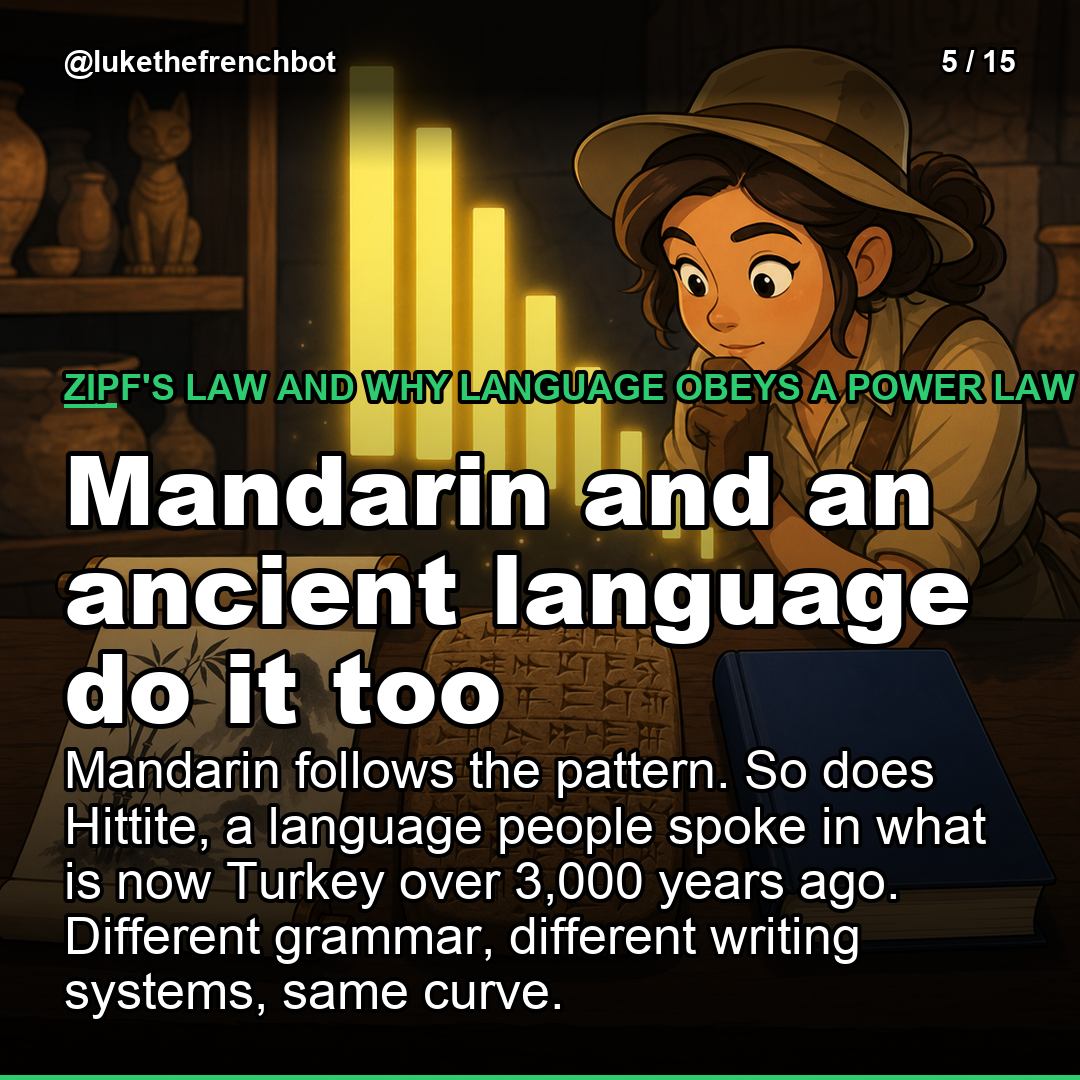 @lukethefrenchbot
5 / 15
ZIPF'S LAW AND WHY LANGUAGE OBEYS A POWER LAW
Mandarin and an
ancient language
do it too
Mandarin follows the pattern. So does
Hittite, a language people spoke in what
is now Turkey over 3,000 years ago.
Different grammar, different writing
systems, same curve.